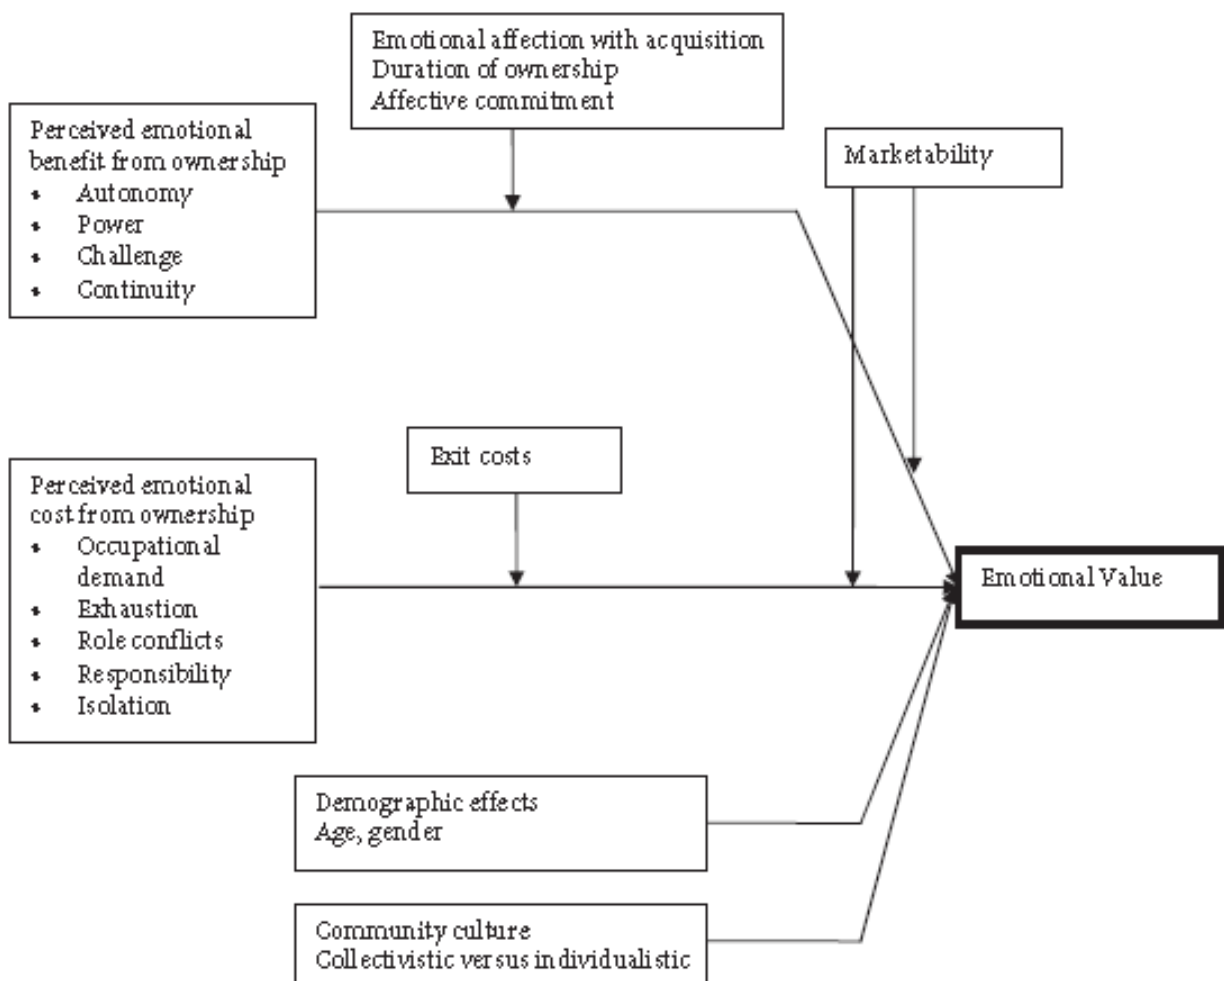 Emotional affection with acquisition
Duration of ownership
Affective commitment
Perceived emotional
benefit from ownership
• Autonomy
• Power
• Challenge
• Continuity
Marketability
Exit costs
Perceived emotional
cost from ownership
• Occupational
demand
• Exhaustion
• Role conflicts
• Responsibility
• Isolation
Emotional Value
Demographic effects
Age, gender
Community culture
Collectivistic versus individualistic